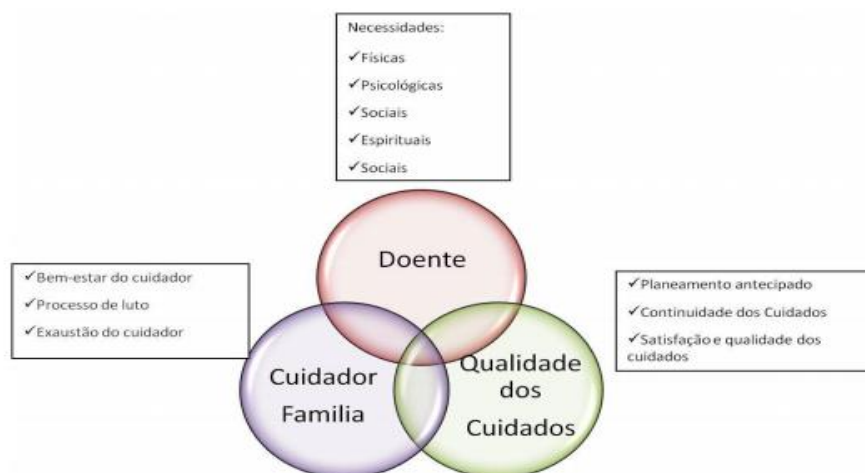 Necessidades:
✓Físicas
✓Psicológicas
✓Sociais
✓Espirituais
✓Sociais
Doente
✓Bem-estar do cuidador
✓Processo de luto
✓Exaustão do cuidador
✓Planeamento antecipado
✓Continuidade dos Cuidados
✓Satisfação e qualidade dos
cuidados
Cuidador
Familia
Qualidade
dos
Cuidados